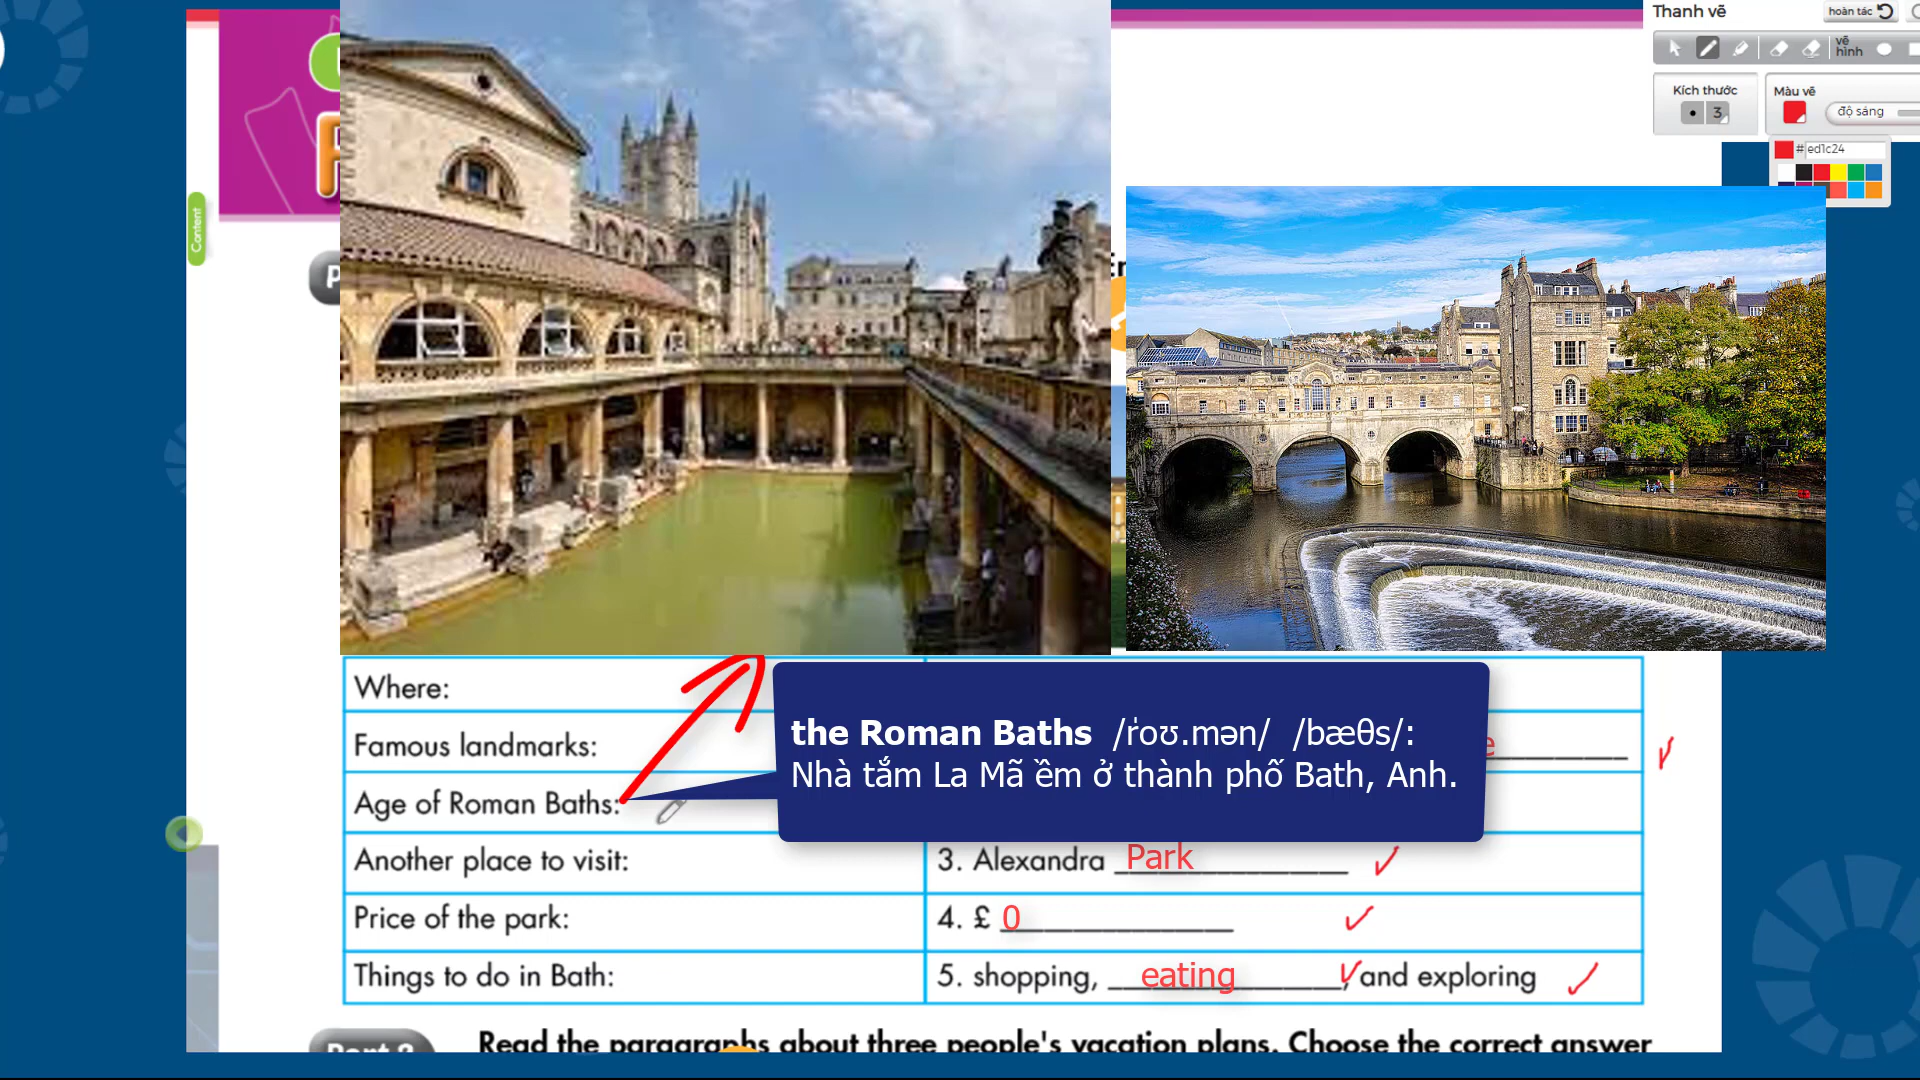 Thanh vẽ
hoàn tác
vẽ hình
Kích thước
Màu vẽ
3
độ sáng
# ed1c24
Content
Where:
Famous landmarks:
Age of Roman Baths:
the Roman Baths /ˈroʊ.mən/ /bæθs/:
Nhà tắm La Mã ềm ở thành phố Bath, Anh.
Another place to visit:
3. Alexandra Park
Price of the park:
4. £ 0
Things to do in Bath:
5. shopping, eating, and exploring
Part 2
Read the paragraphs about three people's vacation plans. Choose the correct answer